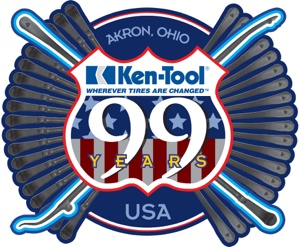 AKRON, OHIO
Ken-Tool®
WHEREVER TIRES ARE CHANGED™
99
YEARS
USA